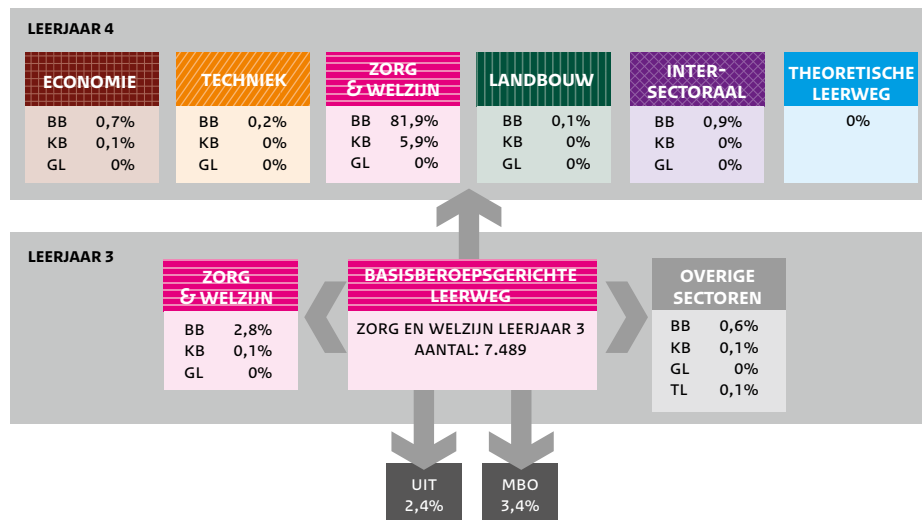 LEERJAAR 4
ECONOMIE
BB 0,7%
KB 0,1%
GL 0%
TECHNIEK
BB 0,2%
KB 0%
GL 0%
ZORG
& WELZIJN
BB 81,9%
KB 5,9%
GL 0%
LANDBOUW
BB 0,1%
KB 0%
GL 0%
INTER-
SECTORAAL
BB 0,9%
KB 0%
GL 0%
THEORETISCHE
LEERWEG
0%
LEERJAAR 3
ZORG
& WELZIJN
BB 2,8%
KB 0,1%
GL 0%
BASISBEROEPSGERICHTE
LEERWEG
ZORG EN WELZIJN LEERJAAR 3
AANTAL: 7.489
OVERIGE
SECTOREN
BB 0,6%
KB 0,1%
GL 0%
TL 0,1%
UIT
2,4%
MBO
3,4%